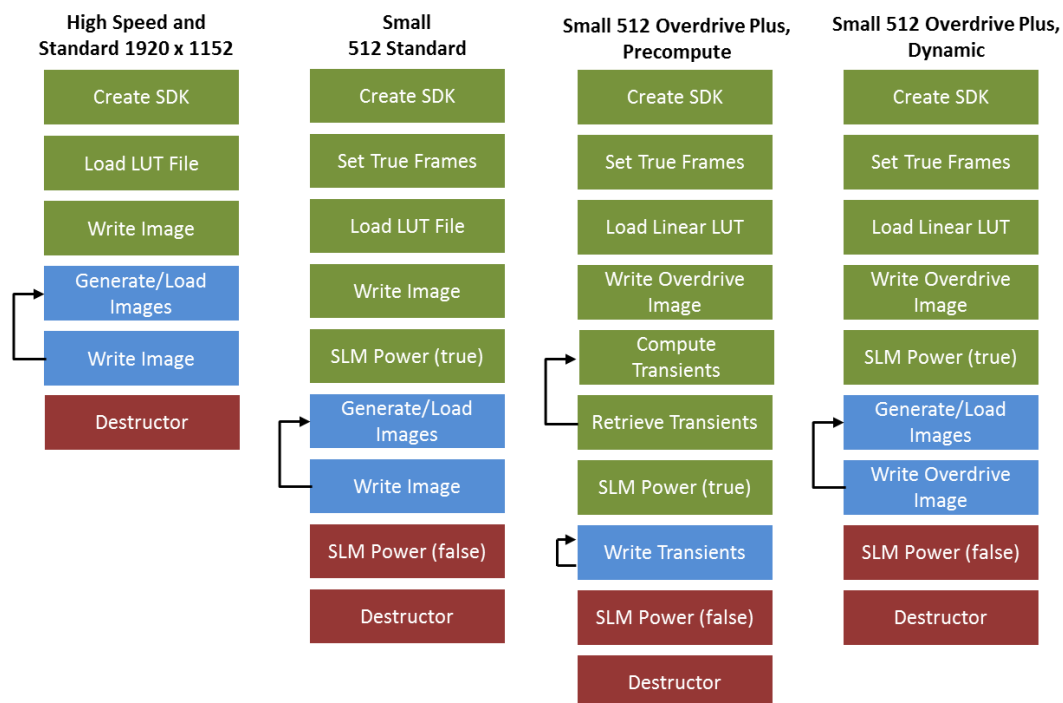 High Speed and
Standard 1920 x 1152
Create SDK
Load LUT File
Write Image
Generate/Load
Images
Write Image
Destructor
Small
512 Standard
Create SDK
Set True Frames
Load LUT File
Write Image
SLM Power (true)
Generate/Load
Images
Write Image
SLM Power (false)
Destructor
Small 512 Overdrive Plus,
Precompute
Create SDK
Set True Frames
Load Linear LUT
Write Overdrive
Image
Compute
Transients
Retrieve Transients
SLM Power (true)
Write Transients
SLM Power (false)
Destructor
Small 512 Overdrive Plus,
Dynamic
Create SDK
Set True Frames
Load Linear LUT
Write Overdrive
Image
SLM Power (true)
Generate/Load
Images
Write Overdrive
Image
SLM Power (false)
Destructor